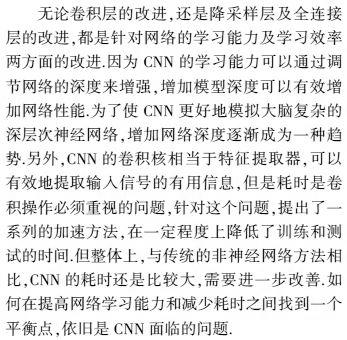 无论卷积层的改进，还是降采样层及全连接
层的改进，都是针对网络的学习能力及学习效率
两方面的改进.因为 CNN 的学习能力可以通过调
节网络的深度来增强，增加模型深度可以有效增
加网络性能.为了使 CNN 更好地模拟大脑复杂的
深层次神经网络，增加网络深度逐渐成为一种趋
势.另外，CNN 的卷积核相当于特征提取器，可以
有效地提取输入信号的有用信息，但是耗时是卷
积操作必须重视的问题，针对这个问题，提出了一
系列的加速方法，在一定程度上降低了训练和测
试的时间.但整体上，与传统的非神经网络方法相
比，CNN 的耗时还是比较大，需要进一步改善.如
何在提高网络学习能力和减少耗时之间找到一个
平衡点，依旧是 CNN 面临的问题.